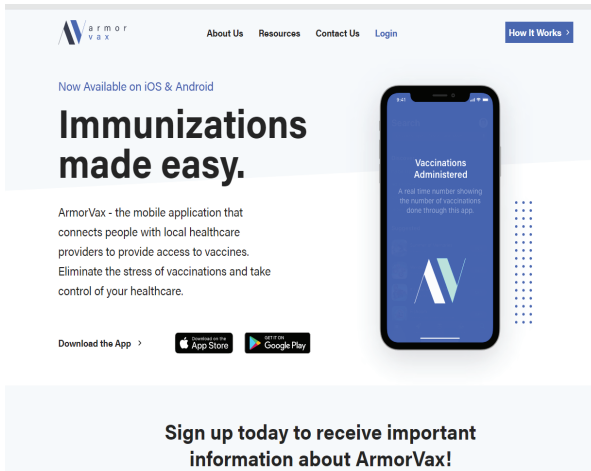 armor
vax
About Us Resources Contact Us Login
How It Works >
Now Available on iOS & Android
Immunizations
made easy.
ArmorVax - the mobile application that
connects people with local healthcare
providers to provide access to vaccines.
Eliminate the stress of vaccinations and take
control of your healthcare.
Download the App >
Download on the
App Store
GET IT ON
Google Play
9:41
Vaccinations
Administered
A real time number showing
the number of vaccinations
done through this app.
Sign up today to receive important
information about ArmorVax!